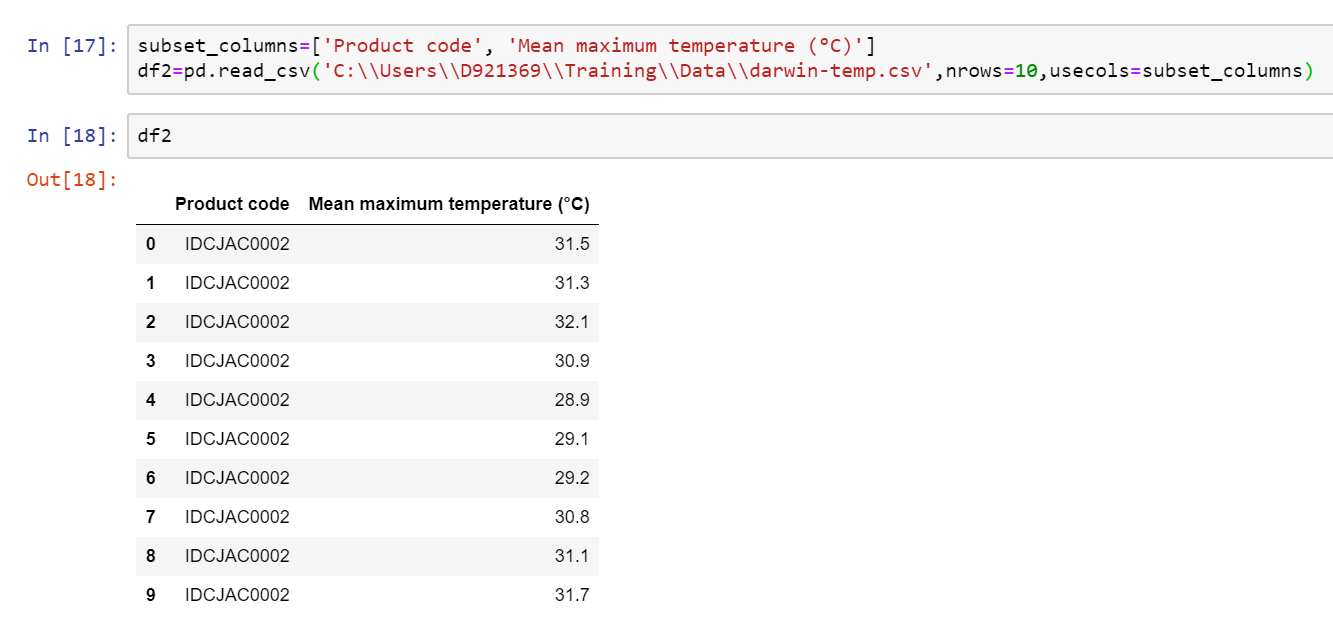 In [17]: subset_columns=['Product code', 'Mean maximum temperature (°C)']
df2=pd.read_csv('C:\\Users\\D921369\\Training\\Data\\darwin-temp.csv',nrows=10,usecols=subset_columns)
In [18]: df2
Out[18]:
Product code Mean maximum temperature (°C)
0 IDCJAC0002 31.5
1 IDCJAC0002 31.3
2 IDCJAC0002 32.1
3 IDCJAC0002 30.9
4 IDCJAC0002 28.9
5 IDCJAC0002 29.1
6 IDCJAC0002 29.2
7 IDCJAC0002 30.8
8 IDCJAC0002 31.1
9 IDCJAC0002 31.7